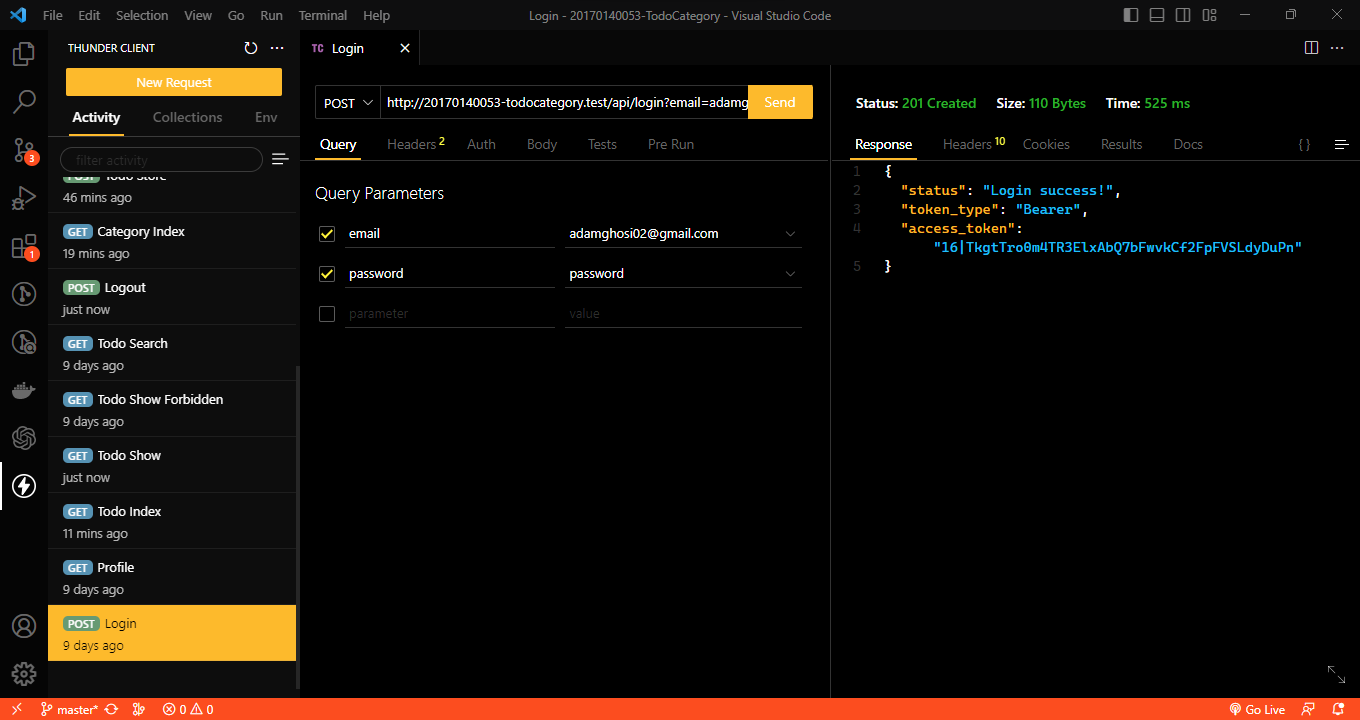 File Edit Selection View Go Run Terminal Help
Login - 20170140053-TodoCategory - Visual Studio Code
THUNDER CLIENT
New Request
Activity Collections Env
filter activity
POST Todo Store
46 mins ago
GET Category Index
19 mins ago
POST Logout
just now
GET Todo Search
9 days ago
GET Todo Show Forbidden
9 days ago
GET Todo Show
just now
GET Todo Index
11 mins ago
GET Profile
9 days ago
POST Login
9 days ago
3
1
TC Login
POST http://20170140053-todocategory.test/api/login?email=adamg Send
Query Headers 2 Auth Body Tests Pre Run
Query Parameters
email adamghosi02@gmail.com
password password
parameter value
Status: 201 Created Size: 110 Bytes Time: 525 ms
Response Headers 10 Cookies Results Docs { }
1 {
2 "status": "Login success!",
3 "token_type": "Bearer",
4 "access_token":
"16|TkgtTro0m4TR3ElxAbQ7bFwvkCf2FpFVSLdyDuPn"
5 }
master* 0 0 Go Live